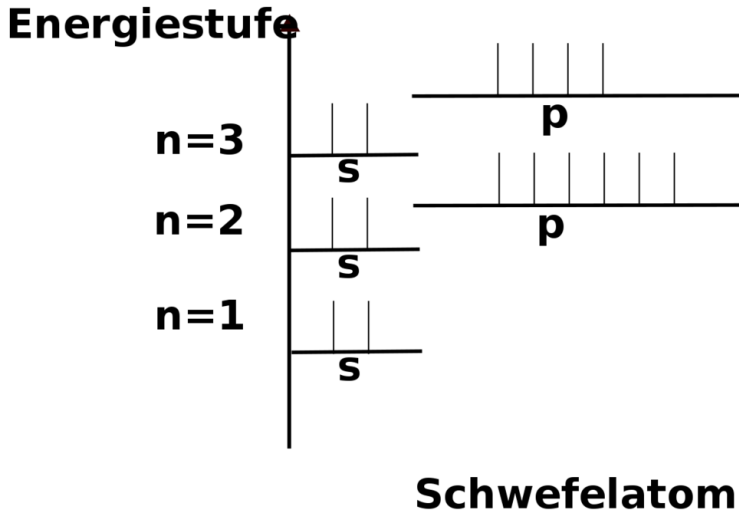 Energiestufe
p
n=3
s
p
n=2
s
n=1
s
Schwefelatom